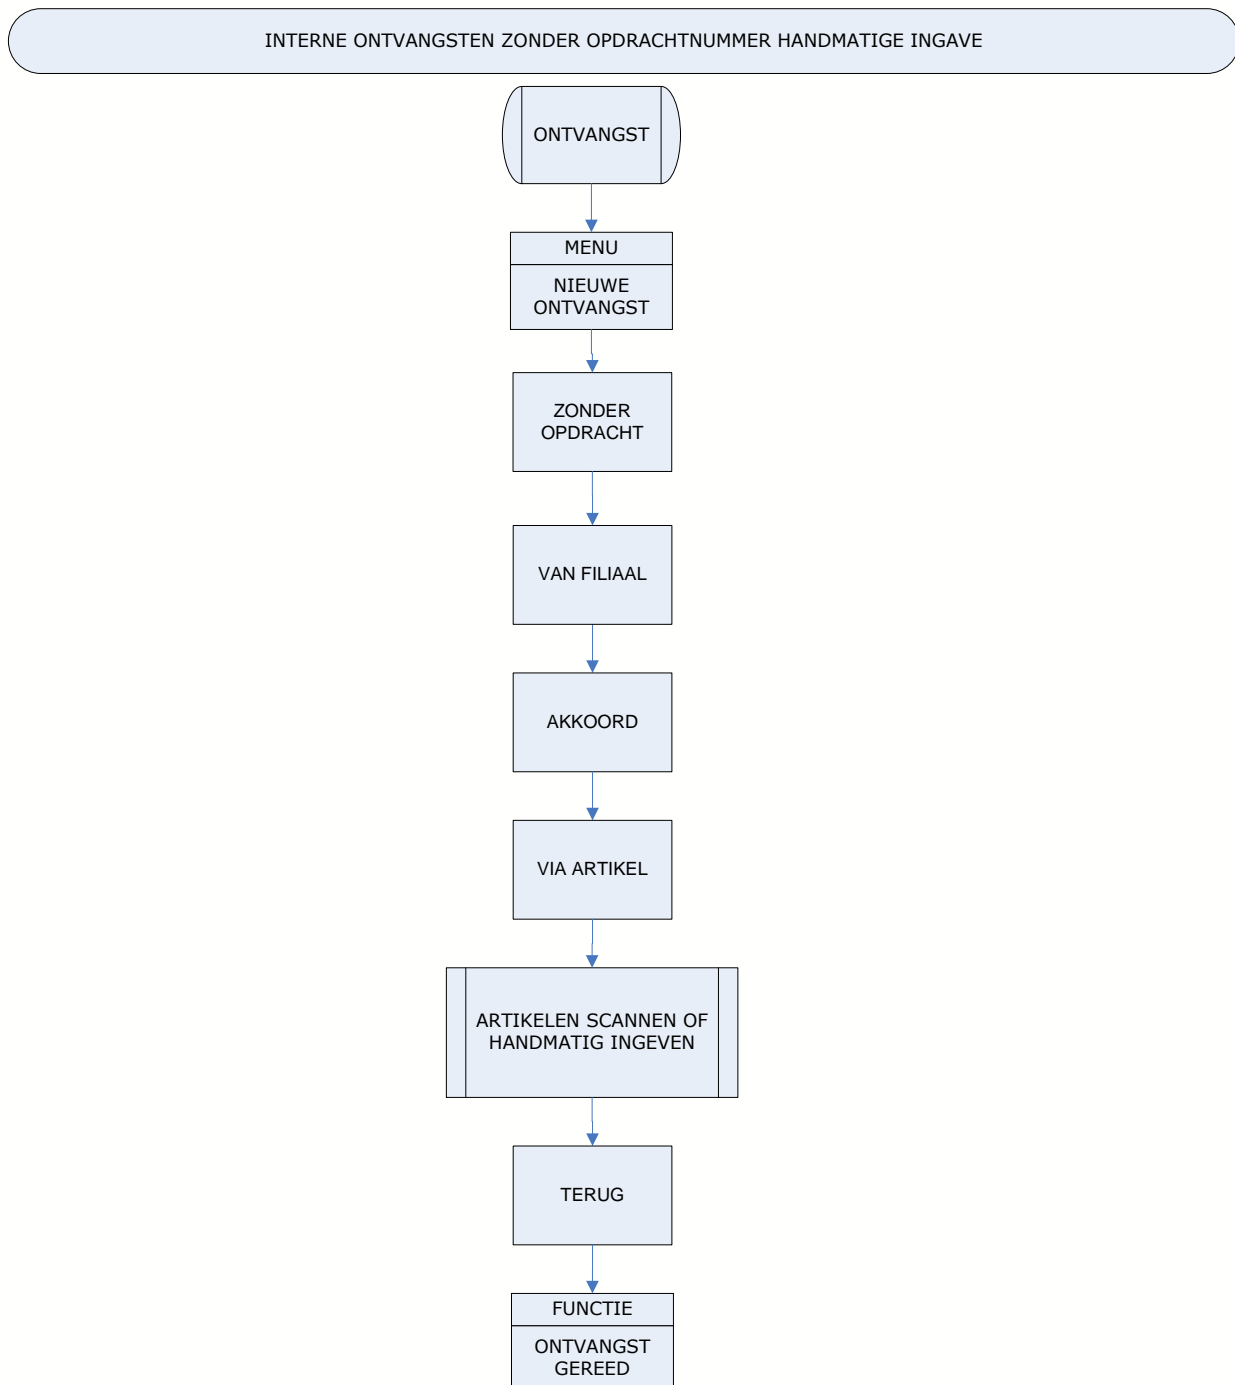 INTERNE ONTVANGSTEN ZONDER OPDRACHTNUMMER HANDMATIGE INGAVE
ONTVANGST
MENU
NIEUWE
ONTVANGST
ZONDER
OPDRACHT
VAN FILIAAL
AKKOORD
VIA ARTIKEL
ARTIKELEN SCANNEN OF
HANDMATIG INGEVEN
TERUG
FUNCTIE
ONTVANGST
GEREED